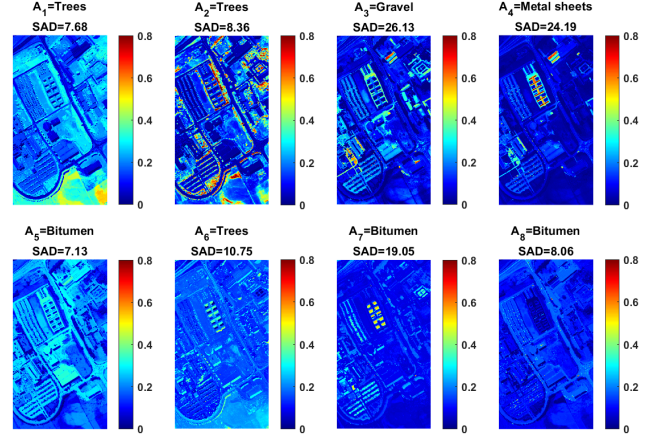 A1=Trees
SAD=7.68
0.8
0.6
0.4
0.2
0
A2=Trees
SAD=8.36
0.8
0.6
0.4
0.2
0
A3=Gravel
SAD=26.13
0.8
0.6
0.4
0.2
0
A4=Metal sheets
SAD=24.19
0.8
0.6
0.4
0.2
0
A5=Bitumen
SAD=7.13
0.8
0.6
0.4
0.2
0
A6=Trees
SAD=10.75
0.8
0.6
0.4
0.2
0
A7=Bitumen
SAD=19.05
0.8
0.6
0.4
0.2
0
A8=Bitumen
SAD=8.06
0.8
0.6
0.4
0.2
0